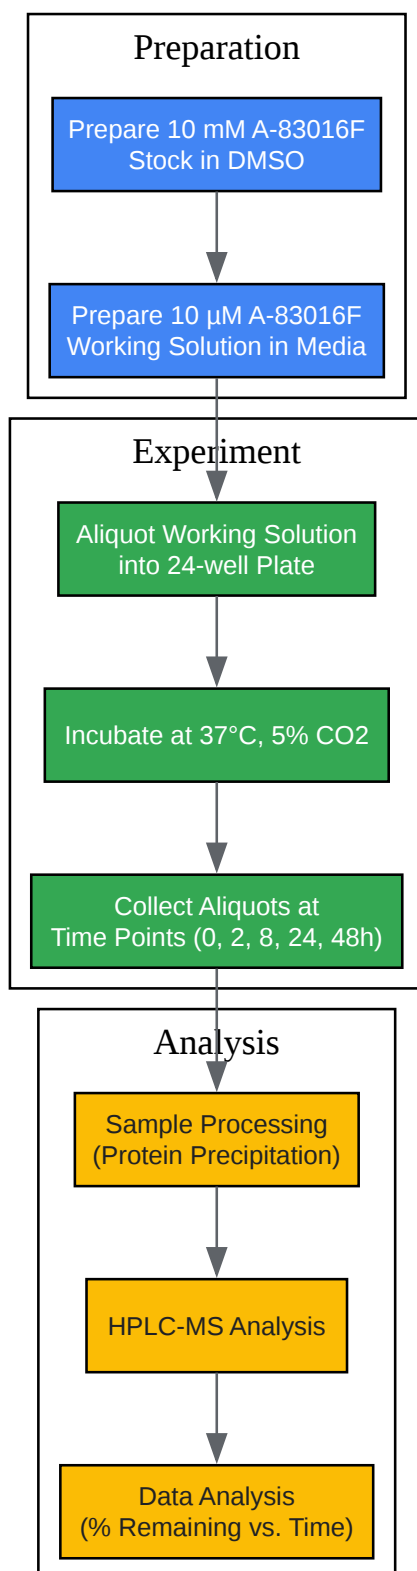 Preparation
Prepare 10 mM A-83016F
Stock in DMSO
Prepare 10 µM A-83016F
Working Solution in Media
Experiment
Aliquot Working Solution
into 24-well Plate
Incubate at 37°C, 5% CO2
Collect Aliquots at
Time Points (0, 2, 8, 24, 48h)
Analysis
Sample Processing
(Protein Precipitation)
HPLC-MS Analysis
Data Analysis
(% Remaining vs. Time)